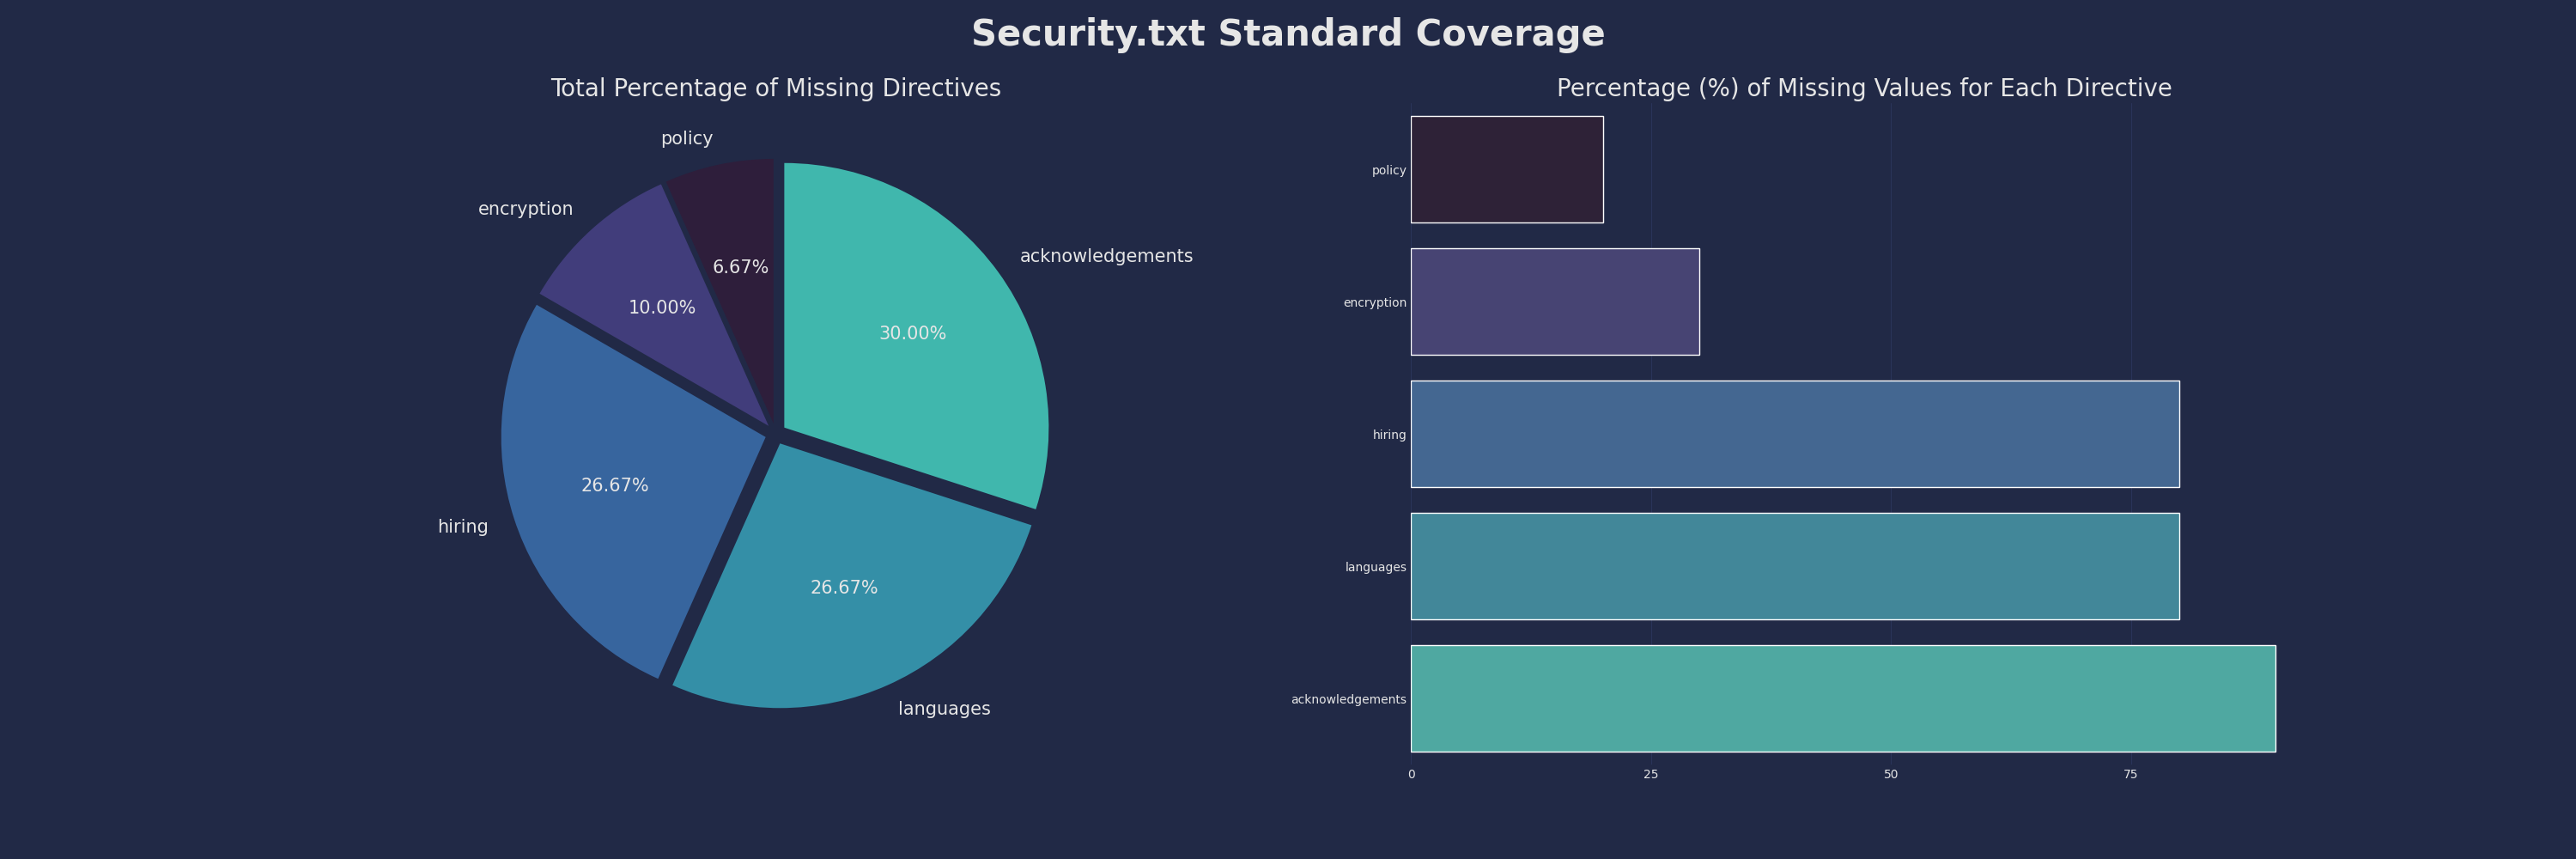 Security.txt Standard Coverage
Total Percentage of Missing Directives
policy
encryption
acknowledgements
6.67%
10.00%
30.00%
26.67%
hiring
26.67%
languages
Percentage (%) of Missing Values for Each Directive
policy
encryption
hiring
languages
acknowledgements
0 25 50 75